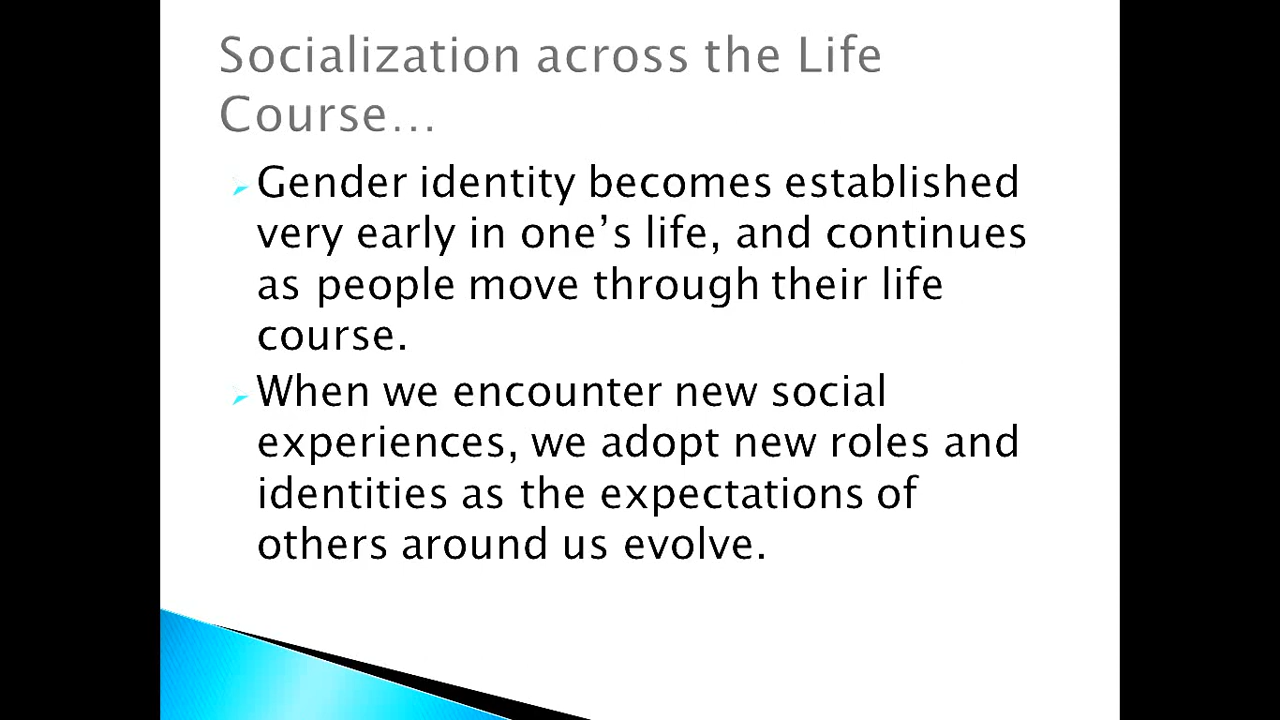 Socialization across the Life
Course…
Gender identity becomes established
very early in one’s life, and continues
as people move through their life
course.
When we encounter new social
experiences, we adopt new roles and
identities as the expectations of
others around us evolve.